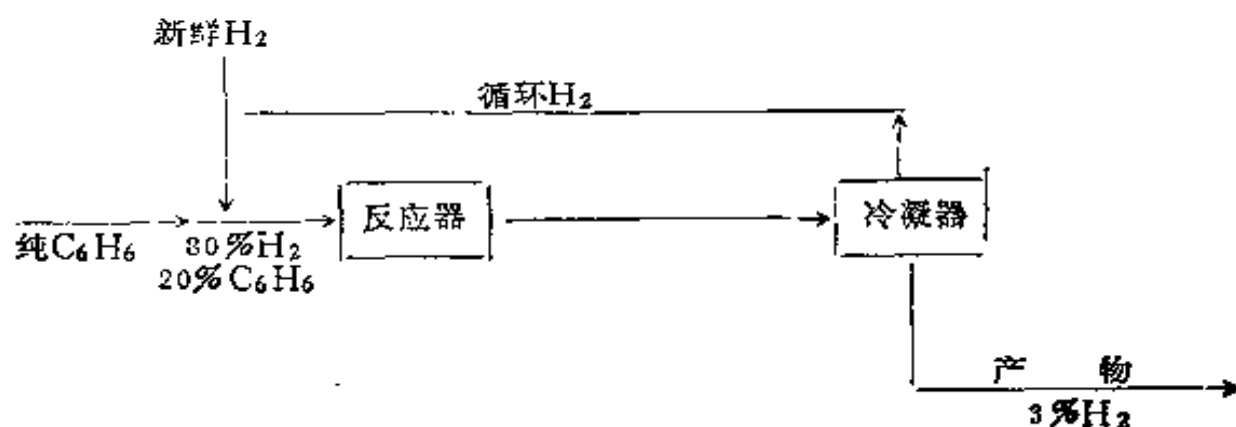 新鲜H₂
循环H₂
纯C₆H₆
80%H₂
20%C₆H₆
反应器
冷凝器
产 物
3%H₂